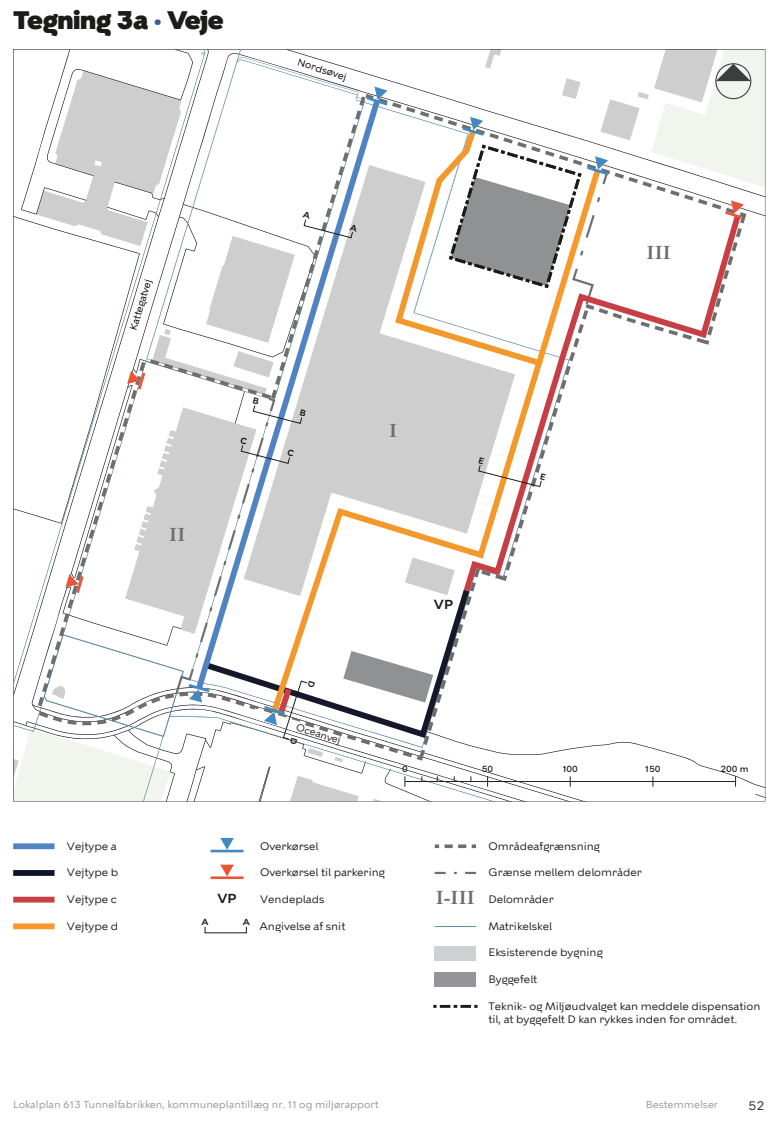 Tegning 3a • Veje
Nordsøvej
A
A
III
Kattegatvej
B
B
I
C
C
E
E
II
VP
D
D
Oceanvej
0 50 100 150 200 m
Vejtype a
Vejtype b
Vejtype c
Vejtype d
Overkørsel
Overkørsel til parkering
VP Vendeplads
A A Angivelse af snit
Områdeafgrænsning
Grænse mellem delområder
I-III Delområder
Matrikelskel
Eksisterende bygning
Byggefelt
Teknik- og Miljøudvalget kan meddele dispensation
til, at byggefelt D kan rykkes inden for området.
Lokalplan 613 Tunnelfabrikken, kommuneplantillæg nr. 11 og miljørapport
Bestemmelser 52